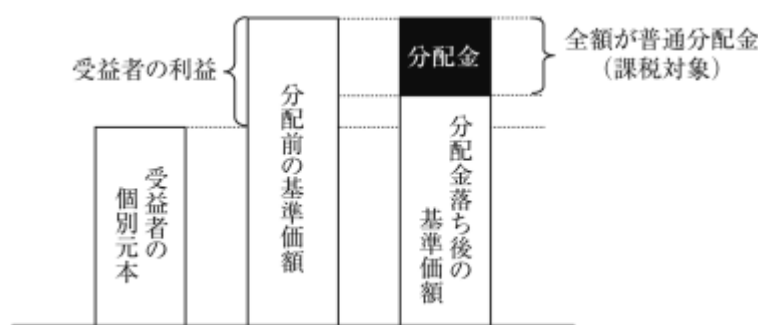 受益者の利益
受益者の
個別元本
分配前の基準価額
分配金
分配金落ち後の
基準価額
全額が普通分配金
（課税対象）